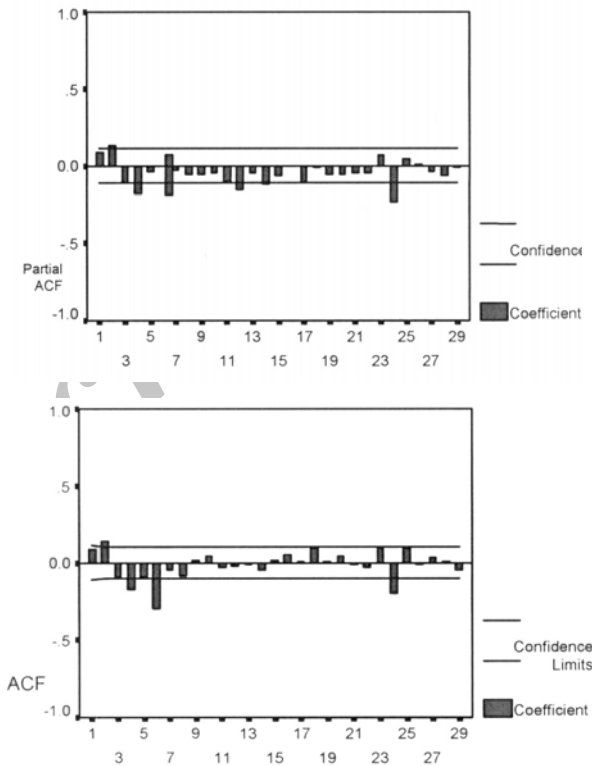 1.0
.5
0.0
-.5
Partial
ACF
-1.0
Confidence
Coefficient
1 5 9 13 17 21 25 29
3 7 11 15 19 23 27
1.0
.5
0.0
-.5
ACF
-1.0
Confidence
Limits
Coefficient
1 5 9 13 17 21 25 29
3 7 11 15 19 23 27